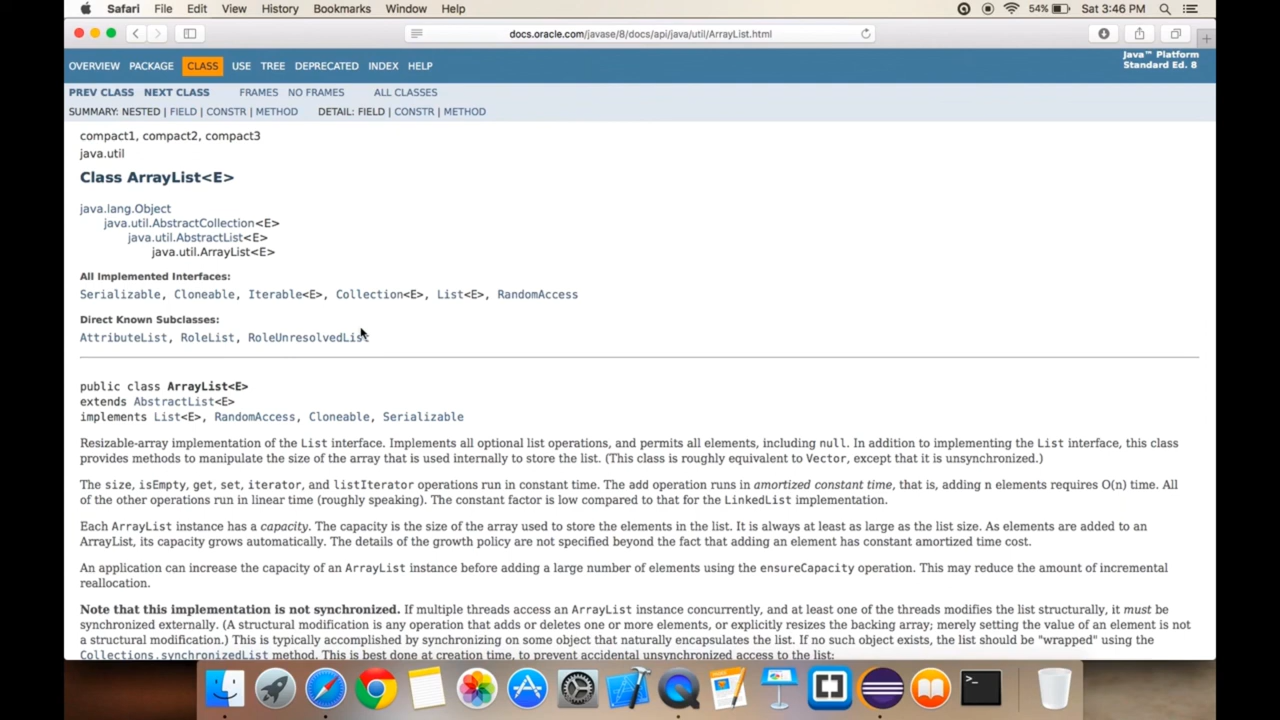 Safari File Edit View History Bookmarks Window Help 54% Sat 3:46 PM
docs.oracle.com/javase/8/docs/api/java/util/ArrayList.html
OVERVIEW PACKAGE CLASS USE TREE DEPRECATED INDEX HELP
Java™ Platform
Standard Ed. 8
PREV CLASS NEXT CLASS FRAMES NO FRAMES ALL CLASSES
SUMMARY: NESTED | FIELD | CONSTR | METHOD DETAIL: FIELD | CONSTR | METHOD
compact1, compact2, compact3
java.util
Class ArrayList<E>
java.lang.Object
java.util.AbstractCollection<E>
java.util.AbstractList<E>
java.util.ArrayList<E>
All Implemented Interfaces:
Serializable, Cloneable, Iterable<E>, Collection<E>, List<E>, RandomAccess
Direct Known Subclasses:
AttributeList, RoleList, RoleUnresolvedList
public class ArrayList<E>
extends AbstractList<E>
implements List<E>, RandomAccess, Cloneable, Serializable
Resizable-array implementation of the List interface. Implements all optional list operations, and permits all elements, including null. In addition to implementing the List interface, this class
provides methods to manipulate the size of the array that is used internally to store the list. (This class is roughly equivalent to Vector, except that it is unsynchronized.)
The size, isEmpty, get, set, iterator, and listIterator operations run in constant time. The add operation runs in amortized constant time, that is, adding n elements requires O(n) time. All
of the other operations run in linear time (roughly speaking). The constant factor is low compared to that for the LinkedList implementation.
Each ArrayList instance has a capacity. The capacity is the size of the array used to store the elements in the list. It is always at least as large as the list size. As elements are added to an
ArrayList, its capacity grows automatically. The details of the growth policy are not specified beyond the fact that adding an element has constant amortized time cost.
An application can increase the capacity of an ArrayList instance before adding a large number of elements using the ensureCapacity operation. This may reduce the amount of incremental
reallocation.
Note that this implementation is not synchronized. If multiple threads access an ArrayList instance concurrently, and at least one of the threads modifies the list structurally, it must be
synchronized externally. (A structural modification is any operation that adds or deletes one or more elements, or explicitly resizes the backing array; merely setting the value of an element is not
a structural modification.) This is typically accomplished by synchronizing on some object that naturally encapsulates the list. If no such object exists, the list should be "wrapped" using the
Collections.synchronizedList method. This is best done at creation time, to prevent accidental unsynchronized access to the list: